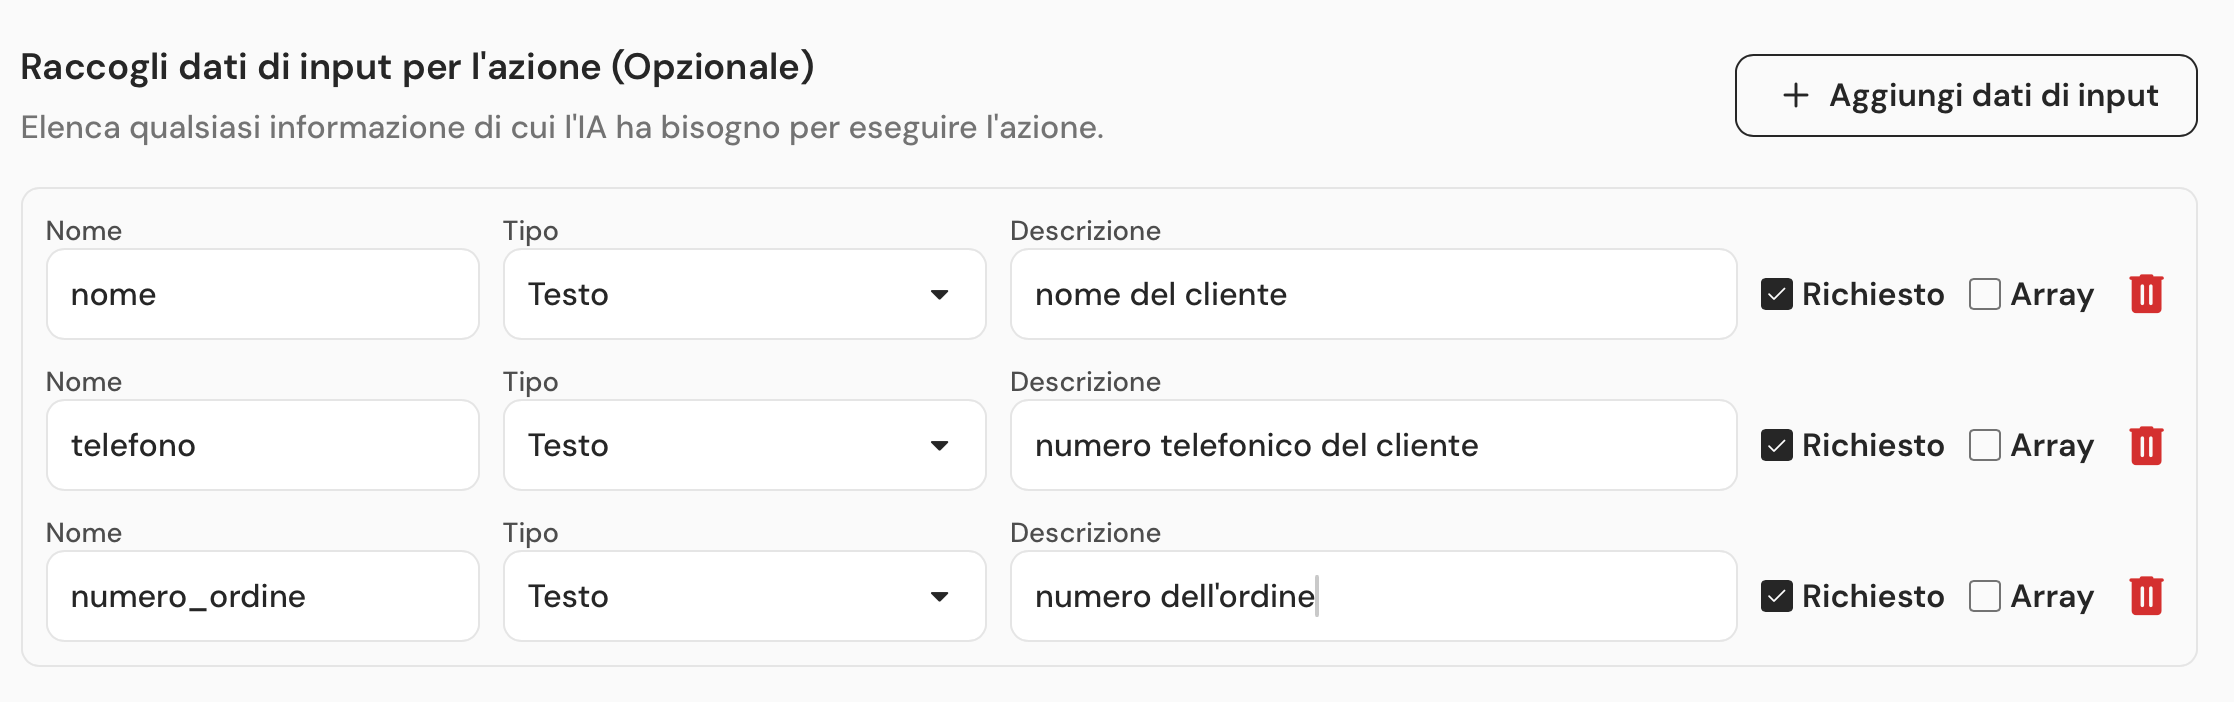 Raccogli dati di input per l'azione (Opzionale)
Elenca qualsiasi informazione di cui l'IA ha bisogno per eseguire l'azione.
+ Aggiungi dati di input
Nome Tipo Descrizione
nome Testo nome del cliente Richiesto Array
Nome Tipo Descrizione
telefono Testo numero telefonico del cliente Richiesto Array
Nome Tipo Descrizione
numero_ordine Testo numero dell'ordine Richiesto Array